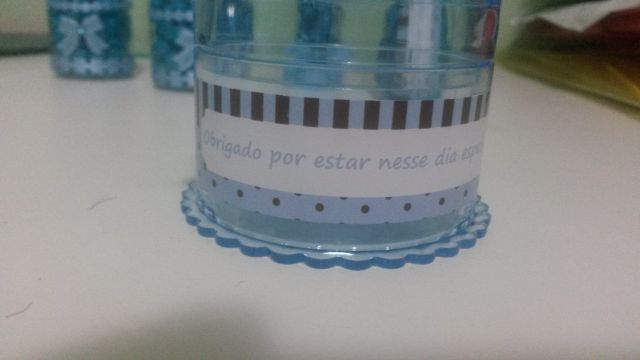 Obrigado por estar nesse dia